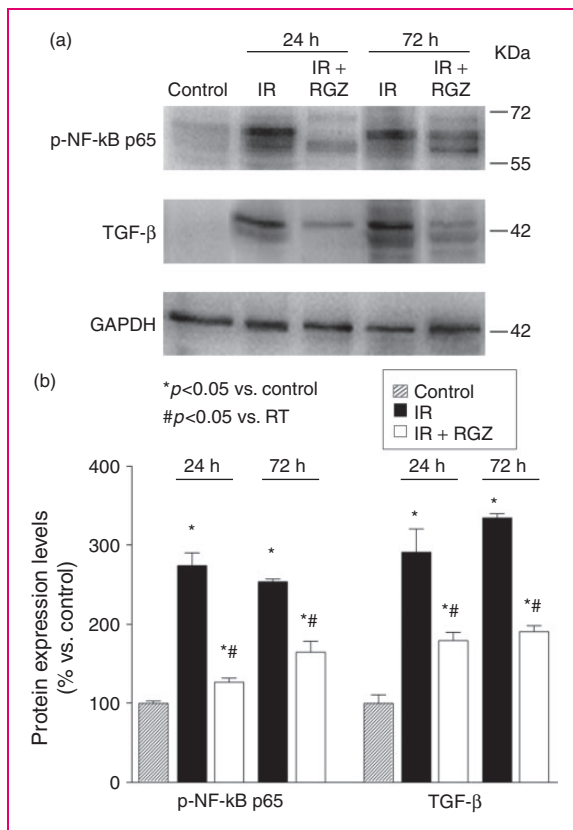 (a)
24 h 72 h KDa
Control IR IR + RGZ IR IR + RGZ
p-NF-kB p65
72
55
TGF-β
42
GAPDH
42
(b)
*p<0.05 vs. control
#p<0.05 vs. RT
Control
IR
IR + RGZ
24 h 72 h 24 h 72 h
Protein expression levels
(% vs. control)
400
300
200
100
0
* *# * *# * *# * *#
p-NF-kB p65 TGF-β